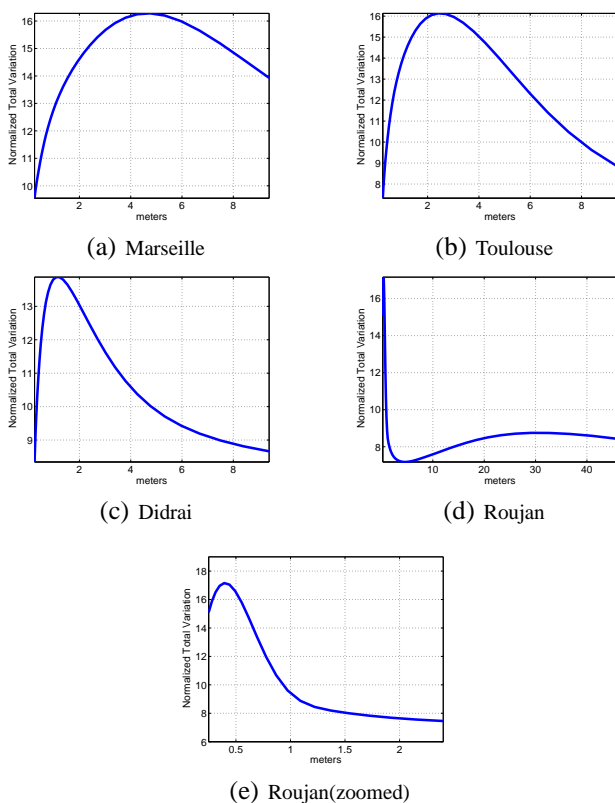 16
15
14
13
12
11
10
Normalized Total Variation
2 4 6 8
meters
(a) Marseille
16
15
14
13
12
11
10
9
8
Normalized Total Variation
2 4 6 8
meters
(b) Toulouse
13
12
11
10
9
Normalized Total Variation
2 4 6 8
meters
(c) Didrai
16
14
12
10
8
Normalized Total Variation
10 20 30 40
meters
(d) Roujan
18
16
14
12
10
8
6
Normalized Total Variation
0.5 1 1.5 2
meters
(e) Roujan(zoomed)